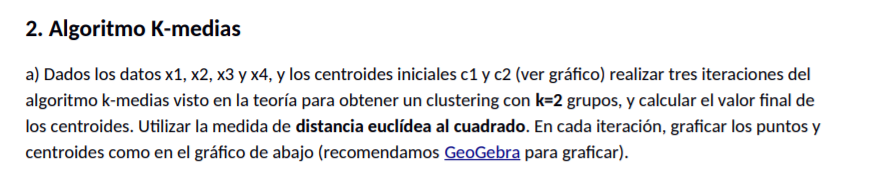 2. Algoritmo K-medias
a) Dados los datos x1, x2, x3 y x4, y los centroides iniciales c1 y c2 (ver gráfico) realizar tres iteraciones del
algoritmo k-medias visto en la teoría para obtener un clustering con k=2 grupos, y calcular el valor final de
los centroides. Utilizar la medida de distancia euclídea al cuadrado. En cada iteración, graficar los puntos y
centroides como en el gráfico de abajo (recomendamos GeoGebra para graficar).